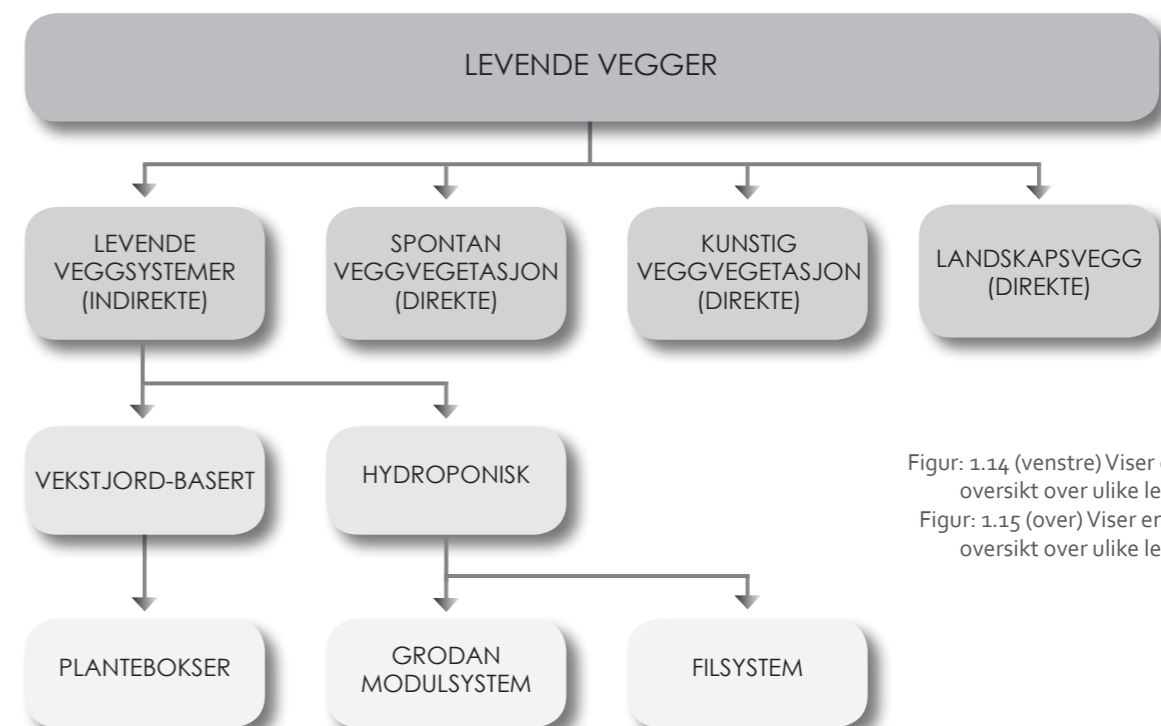 LEVENDE VEGGER
LEVENDE
VEGGSYSTEMER
(INDIREKTE)
SPONTAN
VEGGVEGETASJON
(DIREKTE)
KUNSTIG
VEGGVEGETASJON
(DIREKTE)
LANDSKAPSVEGG
(DIREKTE)
VEKSTJORD-BASERT
HYDROPONISK
Figur: 1.14 (venstre) Viser
oversikt over ulike le
Figur: 1.15 (over) Viser en
oversikt over ulike le
PLANTEBOKSER
GRODAN
MODULSYSTEM
FILSYSTEM